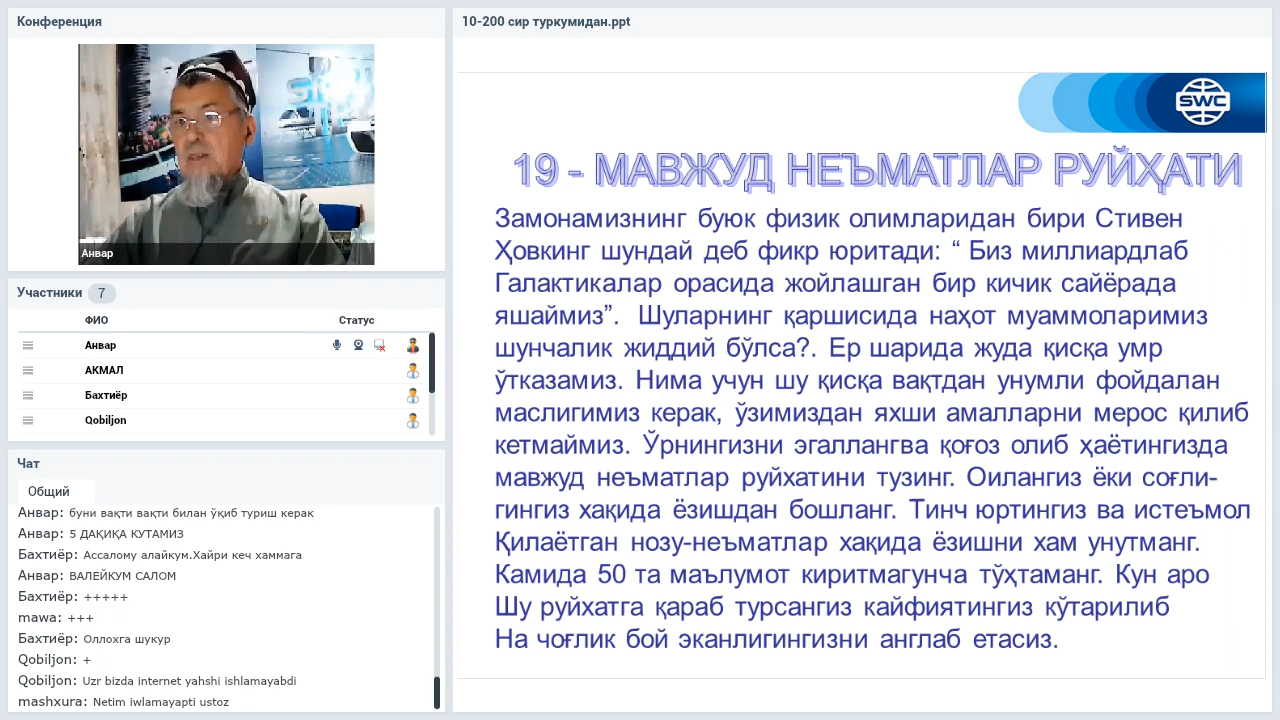 Конференция
Анвар
Участники 7
ФИО Статус
Анвар
АКМАЛ
Бахтиёр
Qobiljon
Чат
Общий
Анвар: буни вақти вақти билан ўқиб туриш керак
Анвар: 5 ДАҚИҚА КУТАМИЗ
Бахтиёр: Ассалому алайкум.Хайри кеч хаммага
Анвар: ВАЛЕЙКУМ САЛОМ
Бахтиёр: +++++
mawa: +++
Бахтиёр: Оллохга шукур
Qobiljon: +
Qobiljon: Uzr bizda internet yahshi ishlamayabdi
mashxura: Netim iwlamayapti ustoz
10-200 сир туркумидан.ppt
SWC
19 - МАВЖУД НЕЪМАТЛАР РУЙҲАТИ
Замонамизнинг буюк физик олимларидан бири Стивен
Ҳовкинг шундай деб фикр юритади: “ Биз миллиардлаб
Галактикалар орасида жойлашган бир кичик сайёрада
яшаймиз”. Шуларнинг қаршисида наҳот муаммоларимиз
шунчалик жиддий бўлса?. Ер шарида жуда қисқа умр
ўтказамиз. Нима учун шу қисқа вақтдан унумли фойдалан
маслигимиз керак, ўзимиздан яхши амалларни мерос қилиб
кетмаймиз. Ўрнингизни эгаллангва қоғоз олиб ҳаётингизда
мавжуд неъматлар руйхатини тузинг. Оилангиз ёки соғли-
гингиз хақида ёзишдан бошланг. Тинч юртингиз ва истеъмол
Қилаётган нозу-неъматлар хақида ёзишни хам унутманг.
Камида 50 та маълумот киритмагунча тўҳтаманг. Кун аро
Шу руйхатга қараб турсангиз кайфиятингиз кўтарилиб
На чоғлик бой эканлигингизни англаб етасиз.